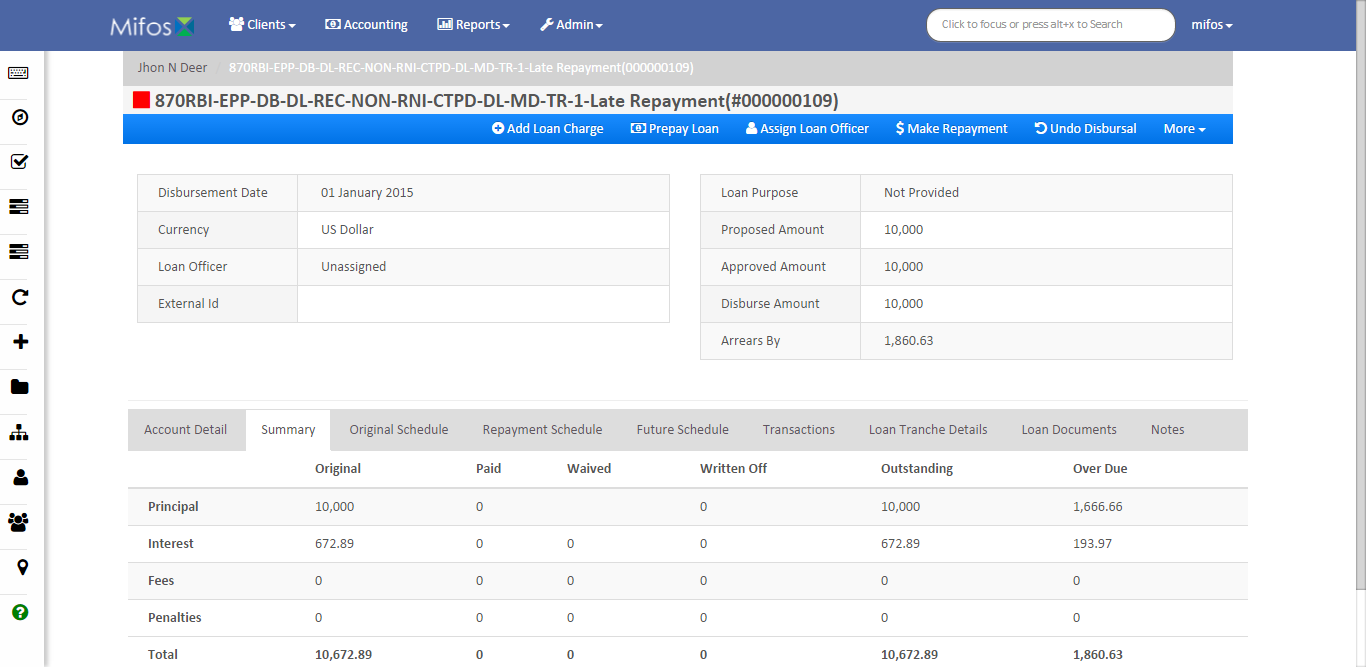 Mifos Clients Accounting Reports Admin Click to focus or press alt+x to Search mifos
Jhon N Deer / 870RBI-EPP-DB-DL-REC-NON-RNI-CTPD-DL-MD-TR-1-Late Repayment(000000109)
870RBI-EPP-DB-DL-REC-NON-RNI-CTPD-DL-MD-TR-1-Late Repayment(#000000109)
Add Loan Charge Prepay Loan Assign Loan Officer $ Make Repayment Undo Disbursal More
Disbursement Date 01 January 2015
Currency US Dollar
Loan Officer Unassigned
External Id
Loan Purpose Not Provided
Proposed Amount 10,000
Approved Amount 10,000
Disburse Amount 10,000
Arrears By 1,860.63
Account Detail Summary Original Schedule Repayment Schedule Future Schedule Transactions Loan Tranche Details Loan Documents Notes
Original Paid Waived Written Off Outstanding Over Due
Principal 10,000 0 0 10,000 1,666.66
Interest 672.89 0 0 0 672.89 193.97
Fees 0 0 0 0 0 0
Penalties 0 0 0 0 0 0
Total 10,672.89 0 0 0 10,672.89 1,860.63